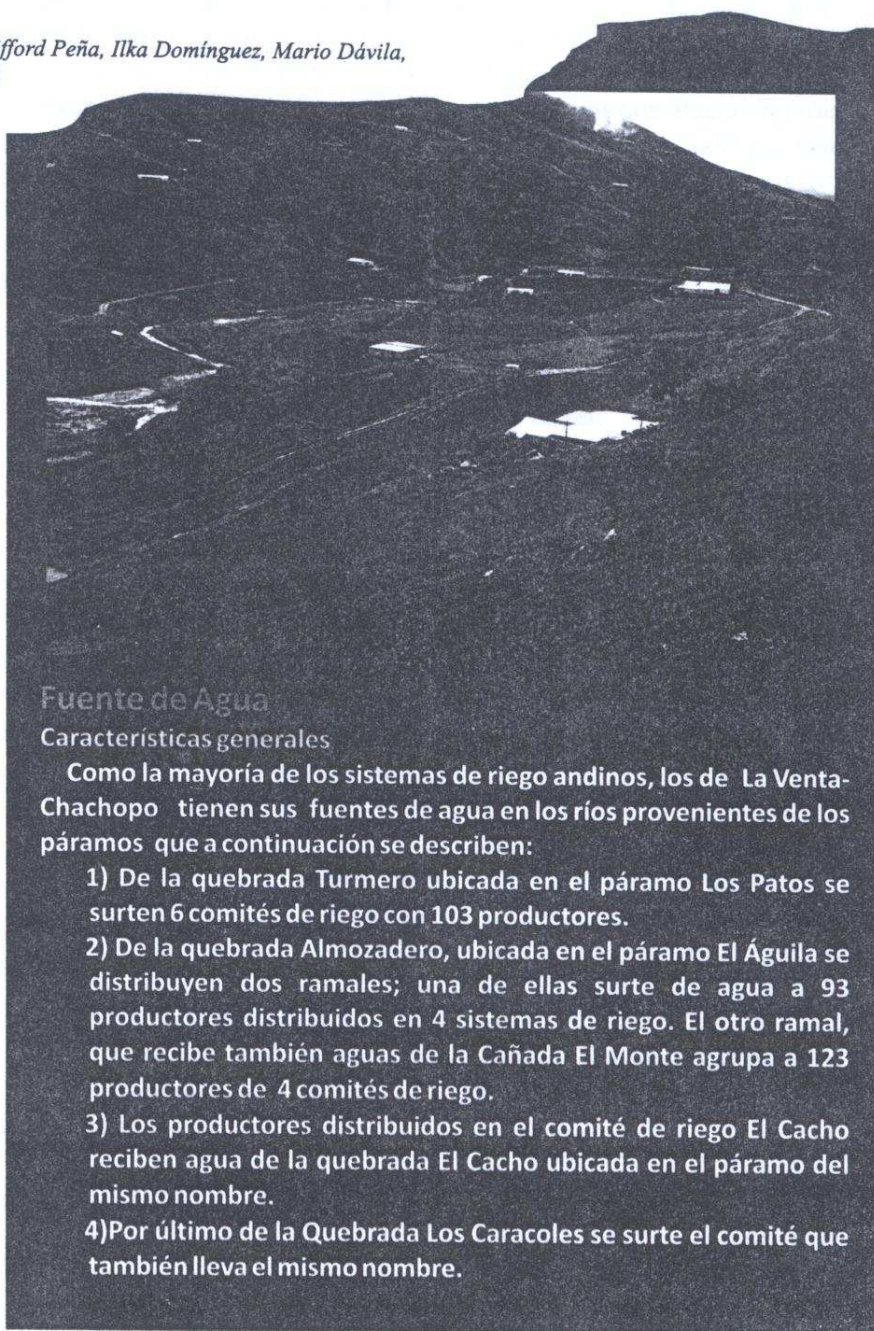 fford Peña, Ilka Domínguez, Mario Dávila,
Fuente de Agua
Características generales
Como la mayoría de los sistemas de riego andinos, los de La Venta-
Chachopo tienen sus fuentes de agua en los ríos provenientes de los
páramos que a continuación se describen:
1) De la quebrada Turmero ubicada en el páramo Los Patos se
surten 6 comités de riego con 103 productores.
2) De la quebrada Almozadero, ubicada en el páramo El Águila se
distribuyen dos ramales; una de ellas surte de agua a 93
productores distribuidos en 4 sistemas de riego. El otro ramal,
que recibe también aguas de la Cañada El Monte agrupa a 123
productores de 4 comités de riego.
3) Los productores distribuidos en el comité de riego El Cacho
reciben agua de la quebrada El Cacho ubicada en el páramo del
mismo nombre.
4)Por último de la Quebrada Los Caracoles se surte el comité que
también lleva el mismo nombre.